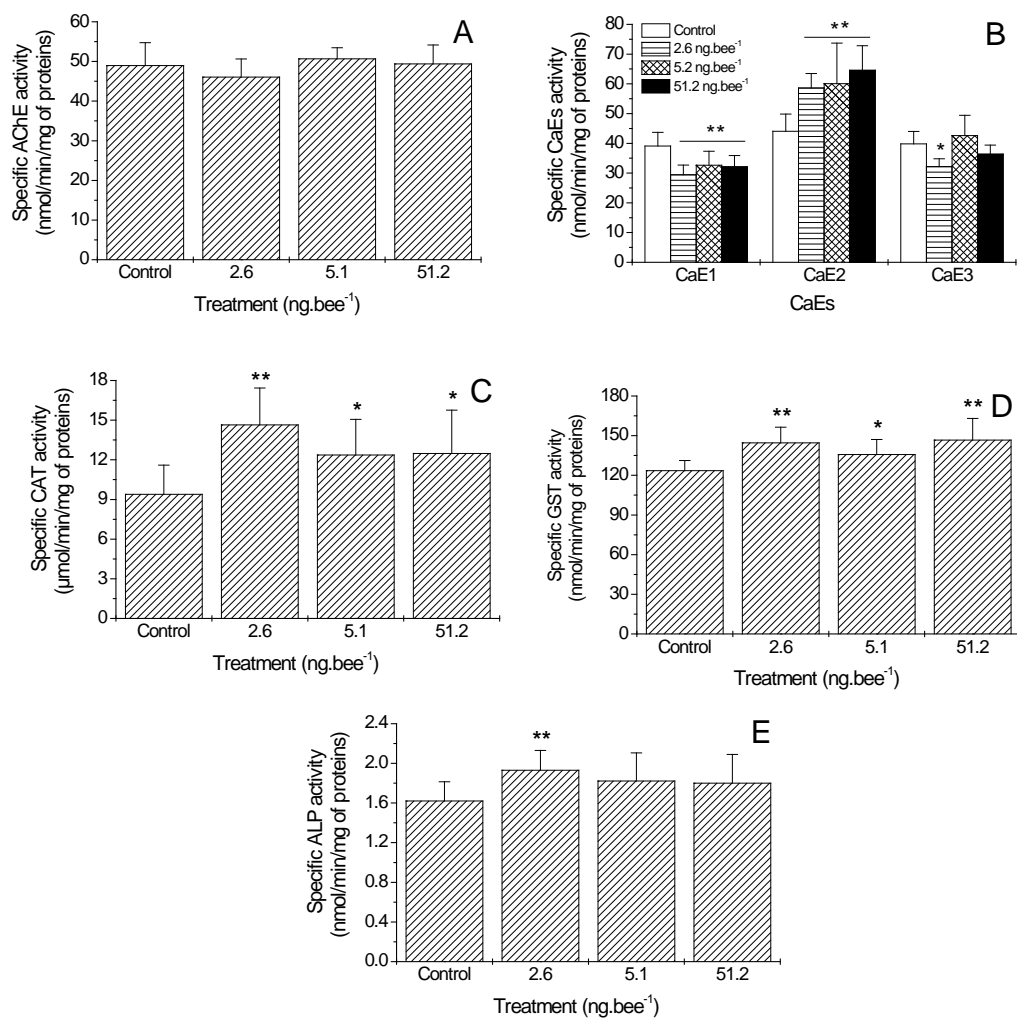 A
Specific AChE activity
(nmol/min/mg of proteins)
60
50
40
30
20
10
0
Control 2.6 5.1 51.2
Treatment (ng.bee⁻¹)
B
Specific CaEs activity
(nmol/min/mg of proteins)
80
70
60
50
40
30
20
10
0
Control
2.6 ng.bee⁻¹
5.2 ng.bee⁻¹
51.2 ng.bee⁻¹
**
**
*
CaE1 CaE2 CaE3
CaEs
C
Specific CAT activity
(µmol/min/mg of proteins)
18
15
12
9
6
3
0
** * *
Control 2.6 5.1 51.2
Treatment (ng.bee⁻¹)
D
Specific GST activity
(nmol/min/mg of proteins)
180
150
120
90
60
30
0
** * **
Control 2.6 5.1 51.2
Treatment (ng.bee⁻¹)
E
Specific ALP activity
(nmol/min/mg of proteins)
2.4
2.0
1.6
1.2
0.8
0.4
0.0
**
Control 2.6 5.1 51.2
Treatment (ng.bee⁻¹)